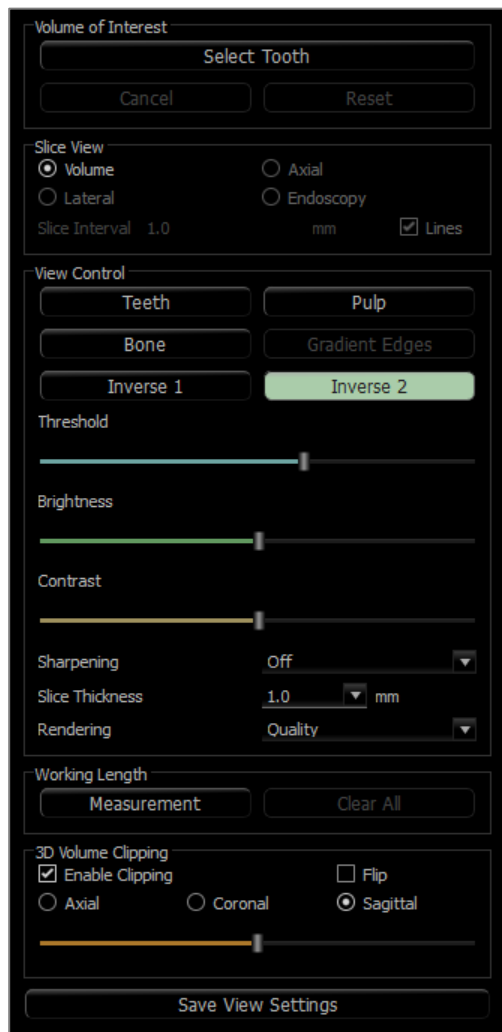 Volume of Interest
Select Tooth
Cancel Reset
Slice View
Volume Axial
Lateral Endoscopy
Slice Interval 1.0 mm Lines
View Control
Teeth Pulp
Bone Gradient Edges
Inverse 1 Inverse 2
Threshold
Brightness
Contrast
Sharpening Off
Slice Thickness 1.0 mm
Rendering Quality
Working Length
Measurement Clear All
3D Volume Clipping
Enable Clipping Flip
Axial Coronal Sagittal
Save View Settings